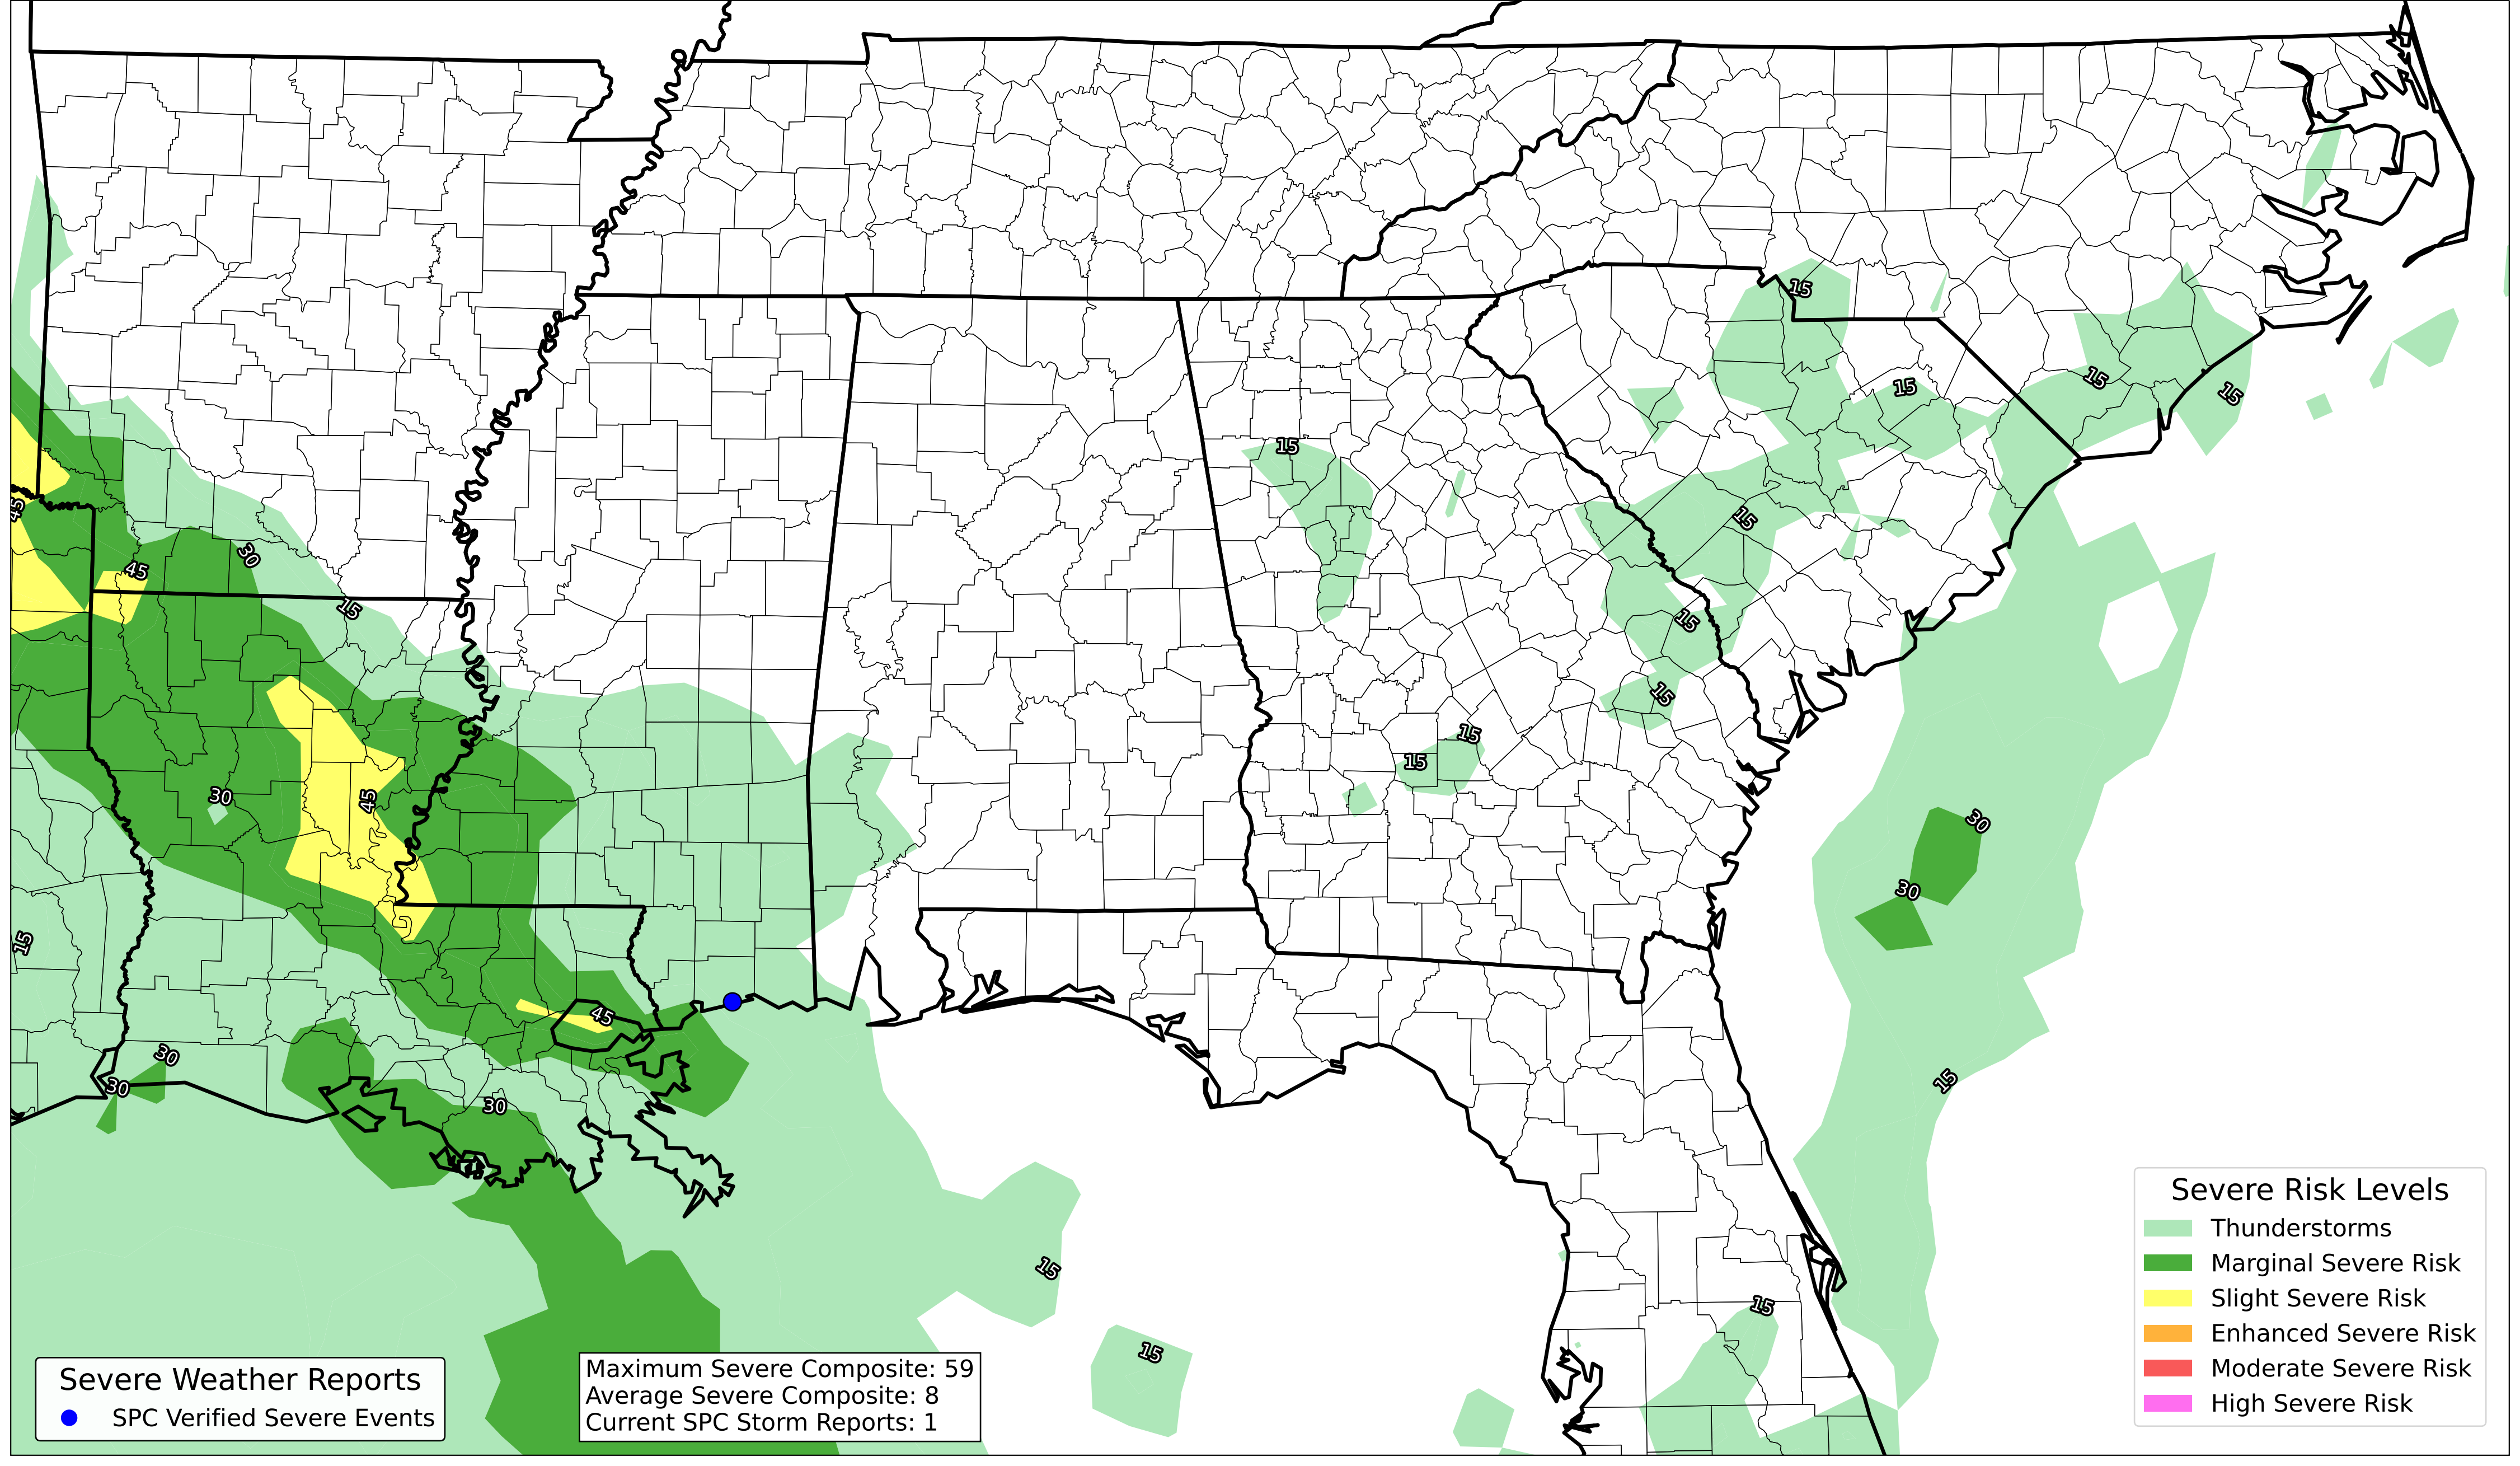 15
15
15
15
15
15
45
15
30
45
15
15
15
15
15
30
45
30
30
15
45
30
15
30
30
15
15
15
Severe Risk Levels
Thunderstorms
Marginal Severe Risk
Slight Severe Risk
Enhanced Severe Risk
Moderate Severe Risk
High Severe Risk
Severe Weather Reports
SPC Verified Severe Events
Maximum Severe Composite: 59
Average Severe Composite: 8
Current SPC Storm Reports: 1